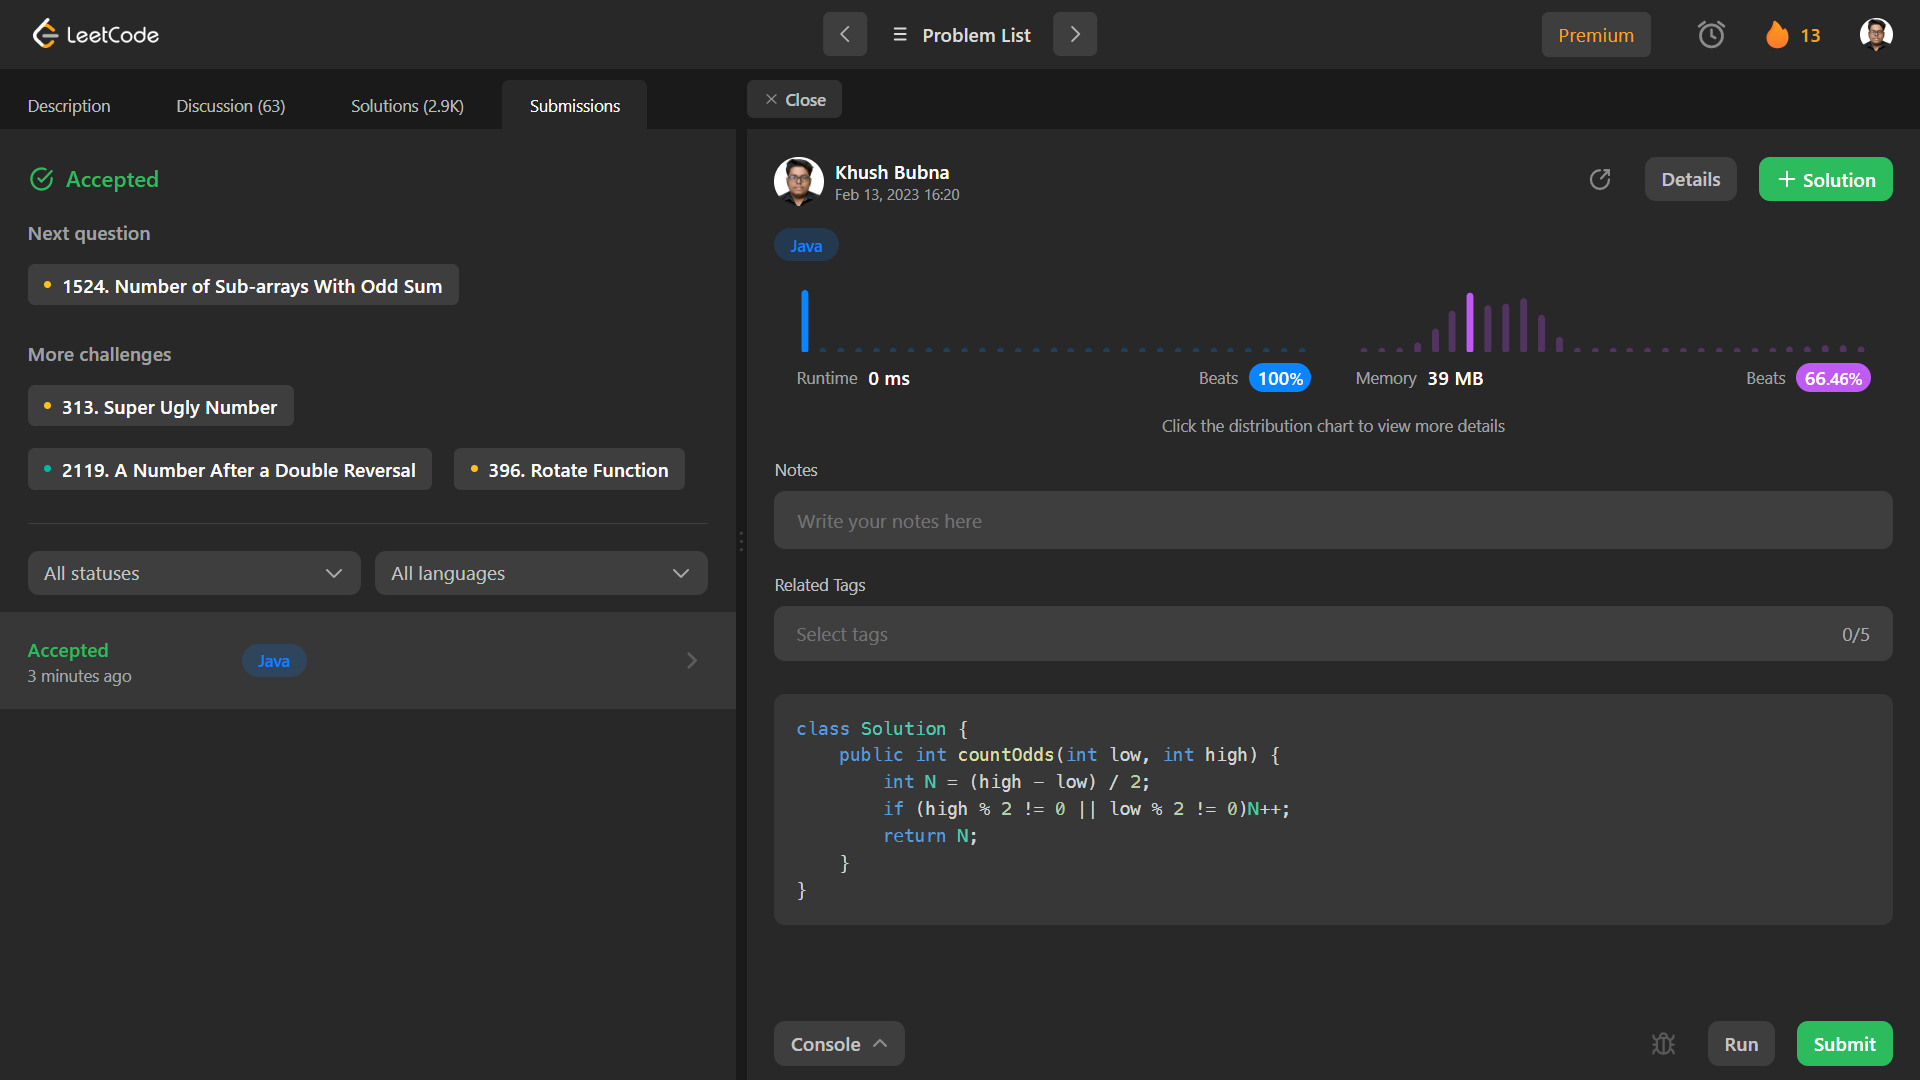 LeetCode
Problem List
Premium
13
Description
Discussion (63)
Solutions (2.9K)
Submissions
Close
Accepted
Next question
1524. Number of Sub-arrays With Odd Sum
More challenges
313. Super Ugly Number
2119. A Number After a Double Reversal
396. Rotate Function
All statuses
All languages
Accepted
3 minutes ago
Java
Khush Bubna
Feb 13, 2023 16:20
Details
+ Solution
Java
Runtime 0 ms
Beats 100%
Memory 39 MB
Beats 66.46%
Click the distribution chart to view more details
Notes
Write your notes here
Related Tags
Select tags
0/5
class Solution {
    public int countOdds(int low, int high) {
        int N = (high - low) / 2;
        if (high % 2 != 0 || low % 2 != 0)N++;
        return N;
    }
}
Console
Run
Submit